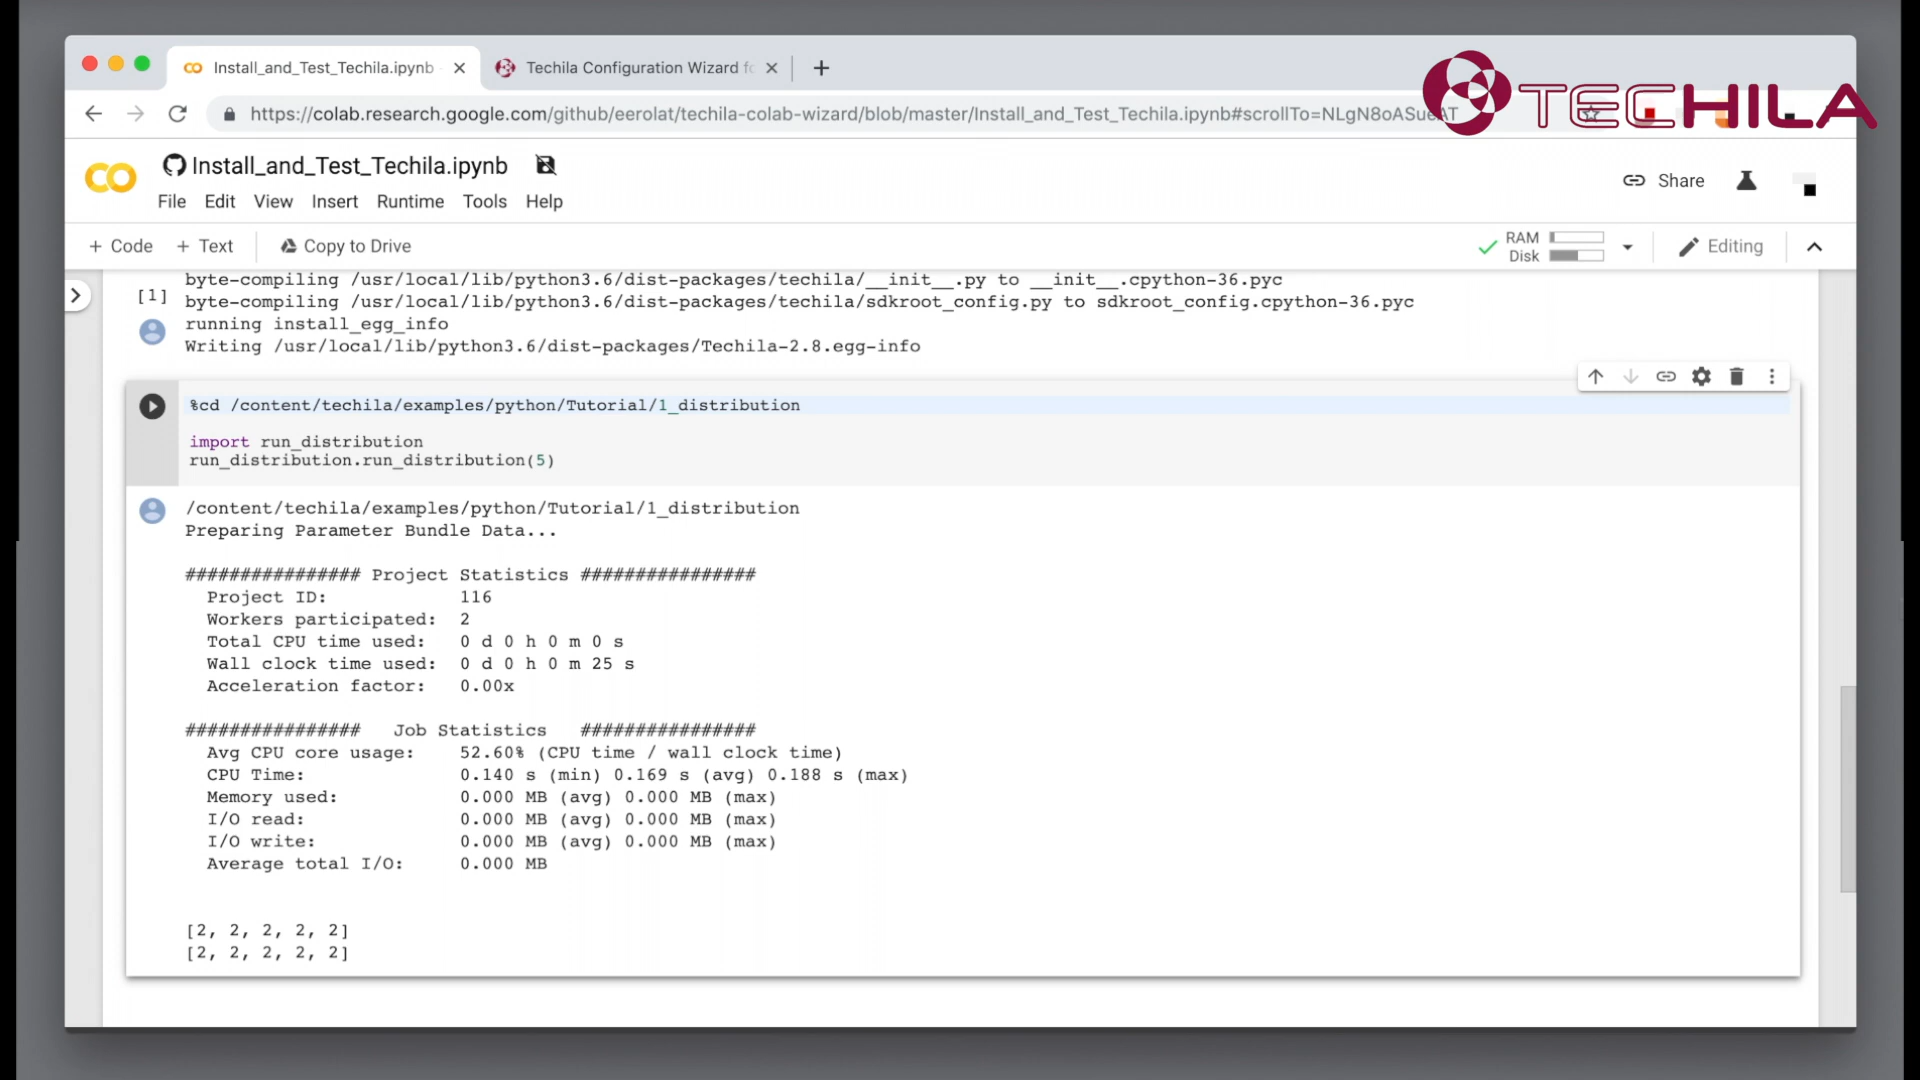 Install_and_Test_Techila.ipynb
Techila Configuration Wizard fo
TECHILA
https://colab.research.google.com/github/eerolat/techila-colab-wizard/blob/master/Install_and_Test_Techila.ipynb#scrollTo=NLgN8oASueAT
Install_and_Test_Techila.ipynb
Share
File Edit View Insert Runtime Tools Help
+ Code + Text Copy to Drive
RAM
Disk
Editing
byte-compiling /usr/local/lib/python3.6/dist-packages/techila/__init__.py to __init__.cpython-36.pyc
[1]
byte-compiling /usr/local/lib/python3.6/dist-packages/techila/sdkroot_config.py to sdkroot_config.cpython-36.pyc
running install_egg_info
Writing /usr/local/lib/python3.6/dist-packages/Techila-2.8.egg-info
%cd /content/techila/examples/python/Tutorial/1_distribution
import run_distribution
run_distribution.run_distribution(5)
/content/techila/examples/python/Tutorial/1_distribution
Preparing Parameter Bundle Data...
################ Project Statistics ################
Project ID: 116
Workers participated: 2
Total CPU time used: 0 d 0 h 0 m 0 s
Wall clock time used: 0 d 0 h 0 m 25 s
Acceleration factor: 0.00x
################ Job Statistics ################
Avg CPU core usage: 52.60% (CPU time / wall clock time)
CPU Time: 0.140 s (min) 0.169 s (avg) 0.188 s (max)
Memory used: 0.000 MB (avg) 0.000 MB (max)
I/O read: 0.000 MB (avg) 0.000 MB (max)
I/O write: 0.000 MB (avg) 0.000 MB (max)
Average total I/O: 0.000 MB
[2, 2, 2, 2, 2]
[2, 2, 2, 2, 2]